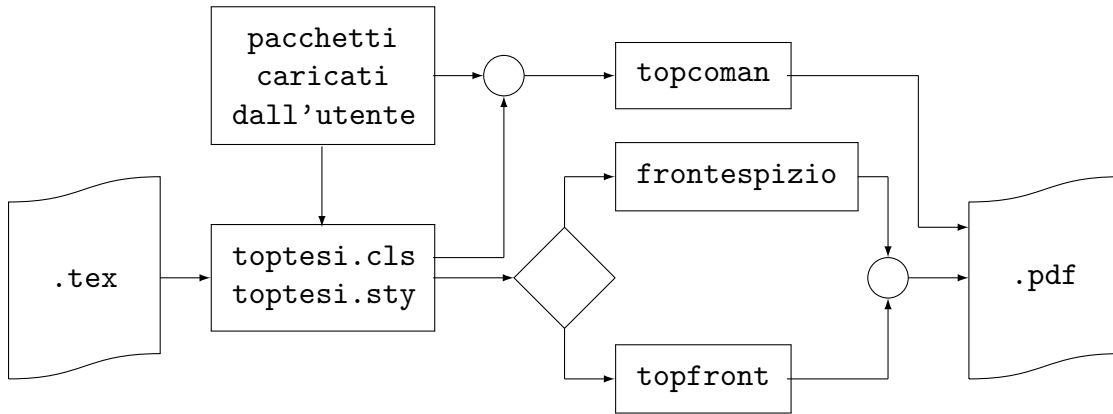 pacchetti
caricati
dall'utente
topcoman
frontespizio
.tex
toptesi.cls
toptesi.sty
.pdf
topfront